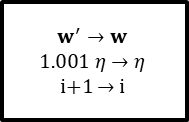 w′ → w
1.001 η → η
i+1 → i